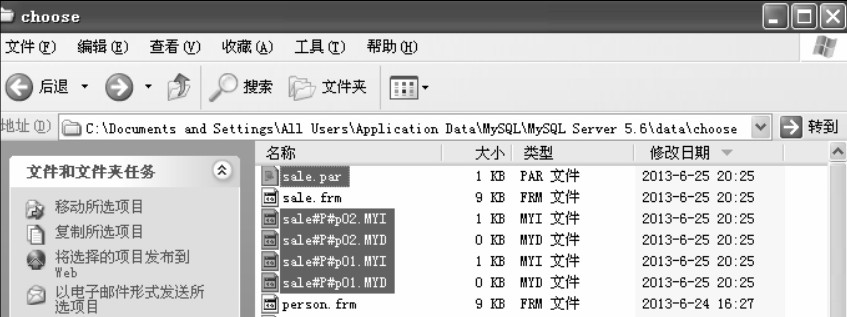 choose
文件(F) 编辑(E) 查看(V) 收藏(A) 工具(T) 帮助(H)
后退 搜索 文件夹
地址(D) C:\Documents and Settings\All Users\Application Data\MySQL\MySQL Server 5.6\data\choose 转到
文件和文件夹任务
移动所选项目
复制所选项目
将选择的项目发布到
Web
以电子邮件形式发送所
选项目
名称 大小 类型 修改日期
sale.par 1 KB PAR 文件 2013-6-25 20:25
sale.frm 9 KB FRM 文件 2013-6-25 20:25
sale#P#p02.MYI 1 KB MYI 文件 2013-6-25 20:25
sale#P#p02.MYD 0 KB MYD 文件 2013-6-25 20:25
sale#P#p01.MYI 1 KB MYI 文件 2013-6-25 20:25
sale#P#p01.MYD 0 KB MYD 文件 2013-6-25 20:25
person.frm 9 KB FRM 文件 2013-6-24 16:27